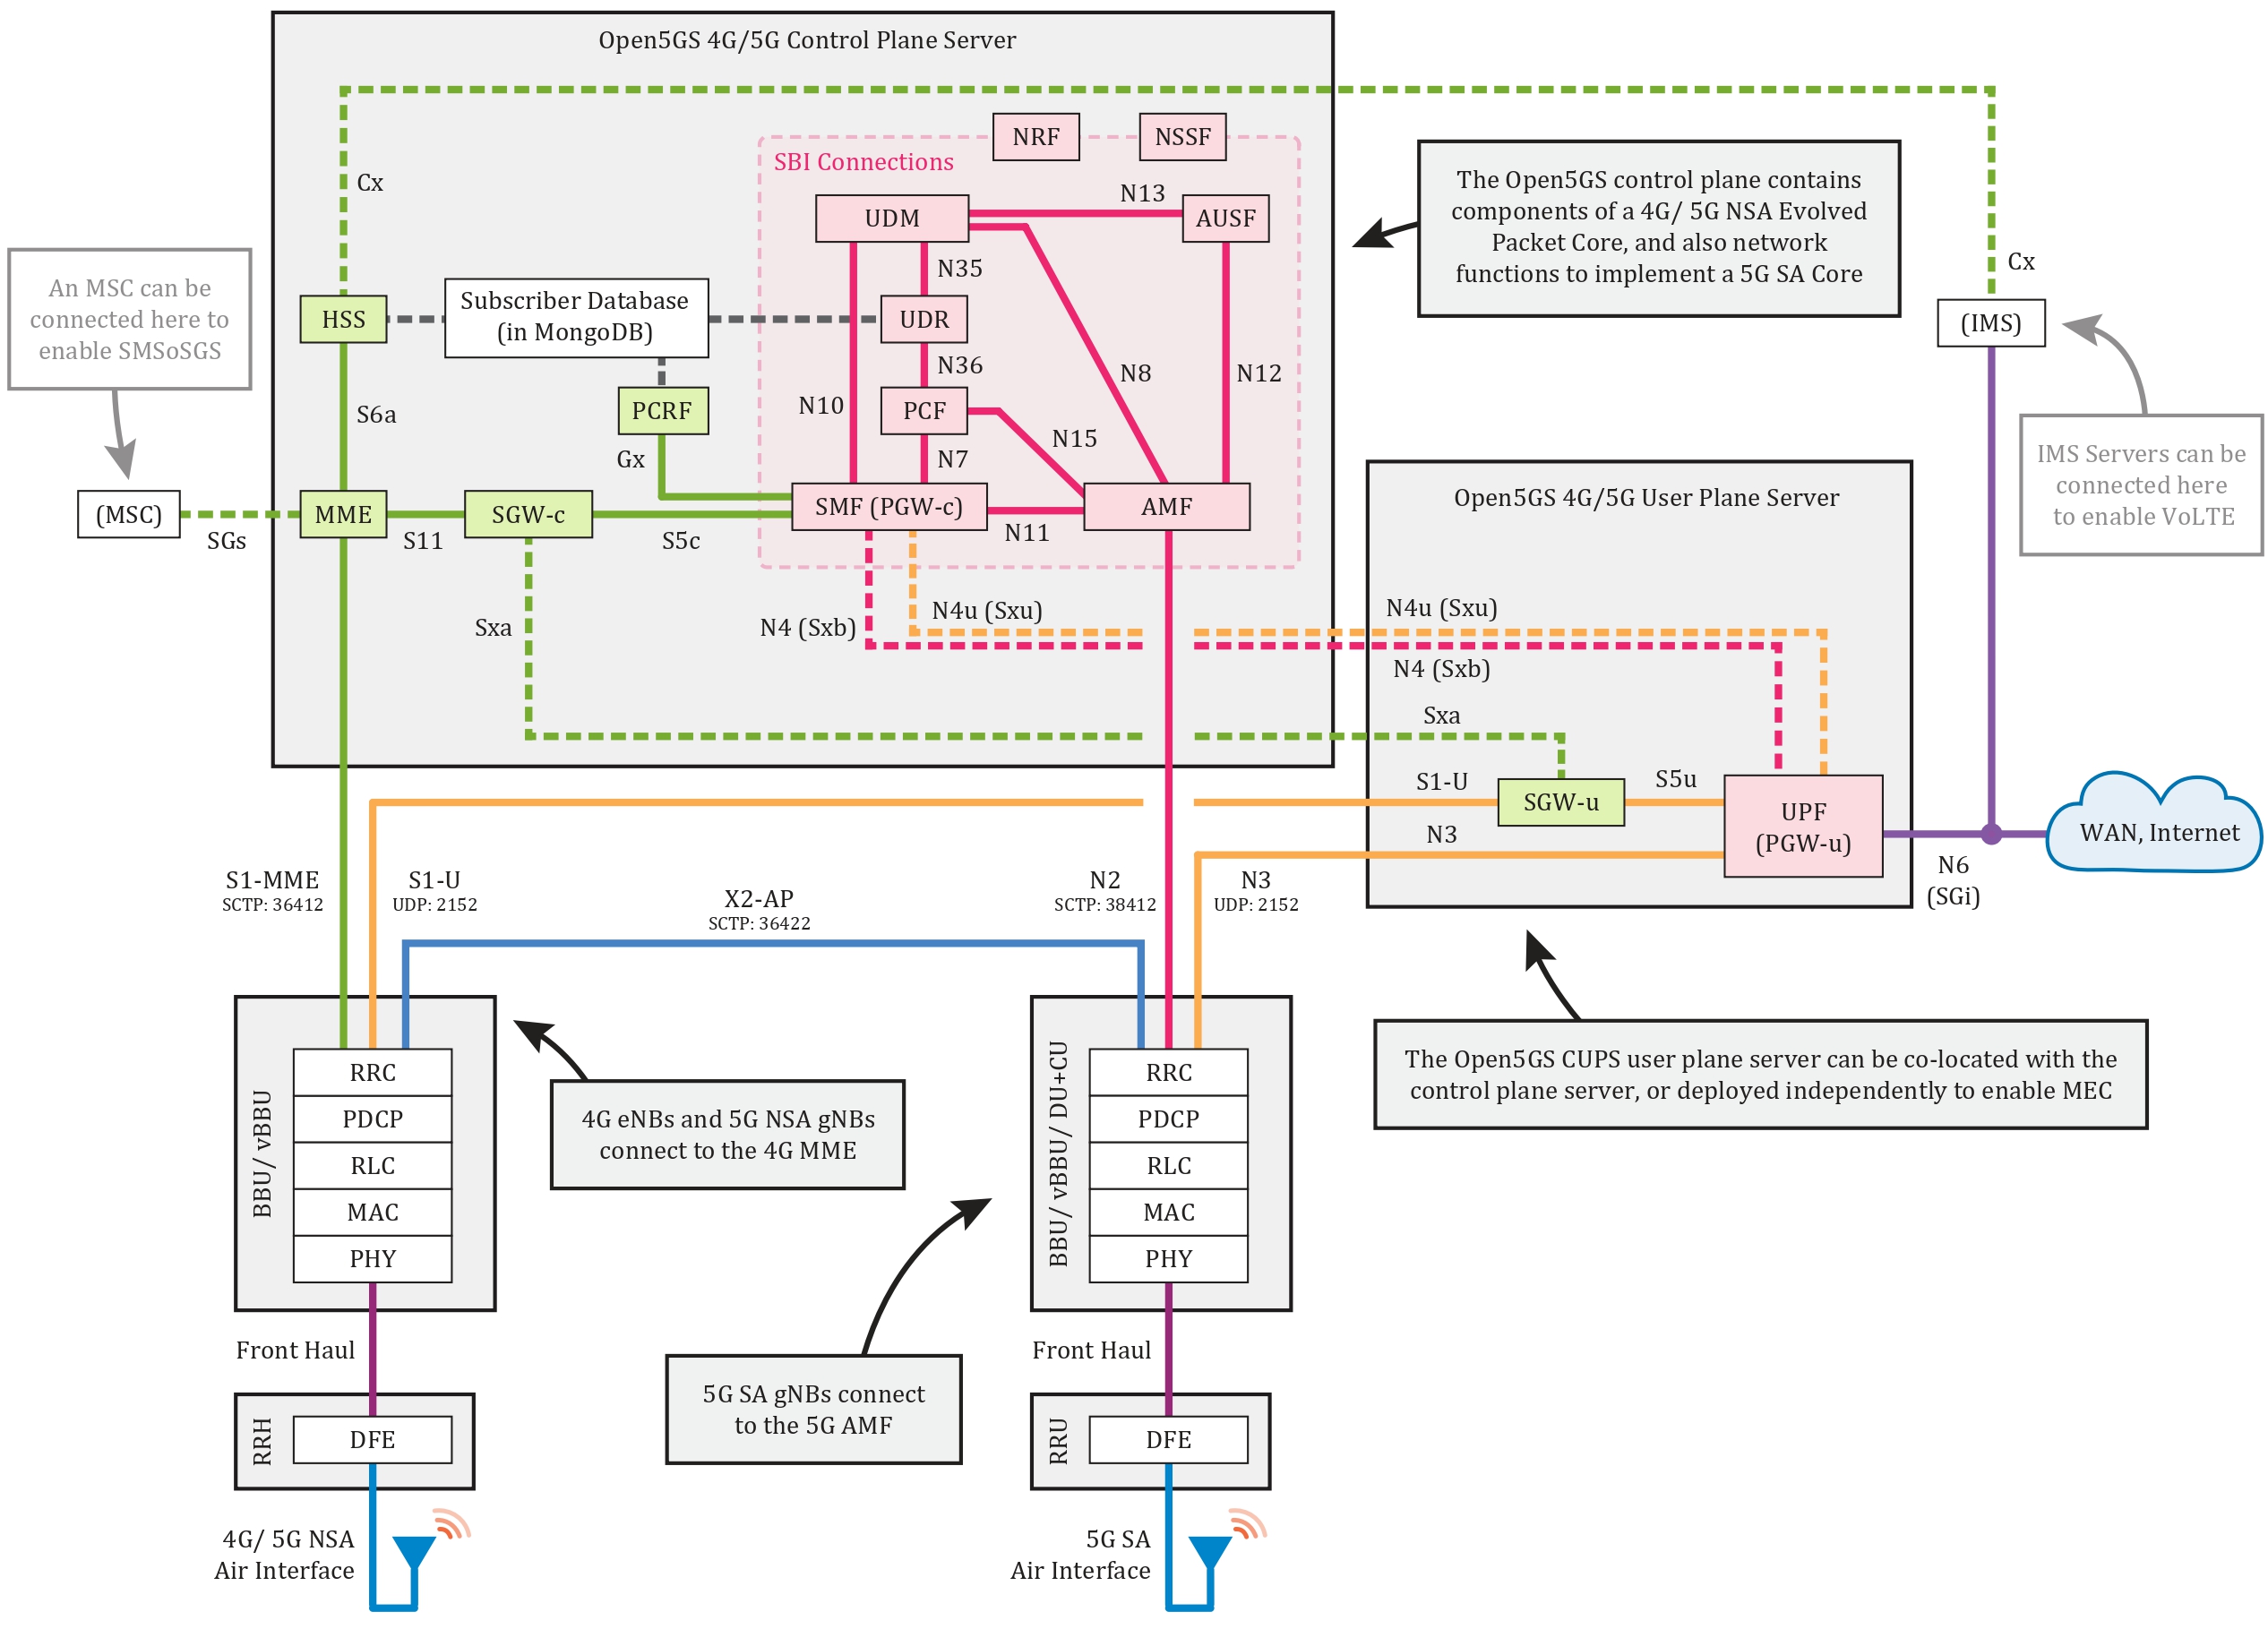 Open5GS 4G/5G Control Plane Server
NRF
NSSF
SBI Connections
Cx
N13
UDM
AUSF
The Open5GS control plane contains
components of a 4G/ 5G NSA Evolved
Packet Core, and also network
functions to implement a 5G SA Core
Cx
An MSC can be
connected here to
enable SMSoSGS
N35
HSS
Subscriber Database
(in MongoDB)
UDR
(IMS)
N36
N8
N12
S6a
PCRF
N10
PCF
N15
Gx
N7
IMS Servers can be
connected here
to enable VoLTE
Open5GS 4G/5G User Plane Server
(MSC)
SGs
MME
S11
SGW-c
S5c
SMF (PGW-c)
N11
AMF
Sxa
N4 (Sxb)
N4u (Sxu)
N4u (Sxu)
N4 (Sxb)
Sxa
S1-U
SGW-u
S5u
UPF
(PGW-u)
N3
WAN, Internet
N6
(SGi)
S1-MME
SCTP: 36412
S1-U
UDP: 2152
X2-AP
SCTP: 36422
N2
SCTP: 38412
N3
UDP: 2152
The Open5GS CUPS user plane server can be co-located with the
control plane server, or deployed independently to enable MEC
BBU/ vBBU
RRC
PDCP
RLC
MAC
PHY
4G eNBs and 5G NSA gNBs
connect to the 4G MME
BBU/ vBBU/ DU+CU
RRC
PDCP
RLC
MAC
PHY
Front Haul
Front Haul
5G SA gNBs connect
to the 5G AMF
RRH
DFE
RRU
DFE
4G/ 5G NSA
Air Interface
5G SA
Air Interface